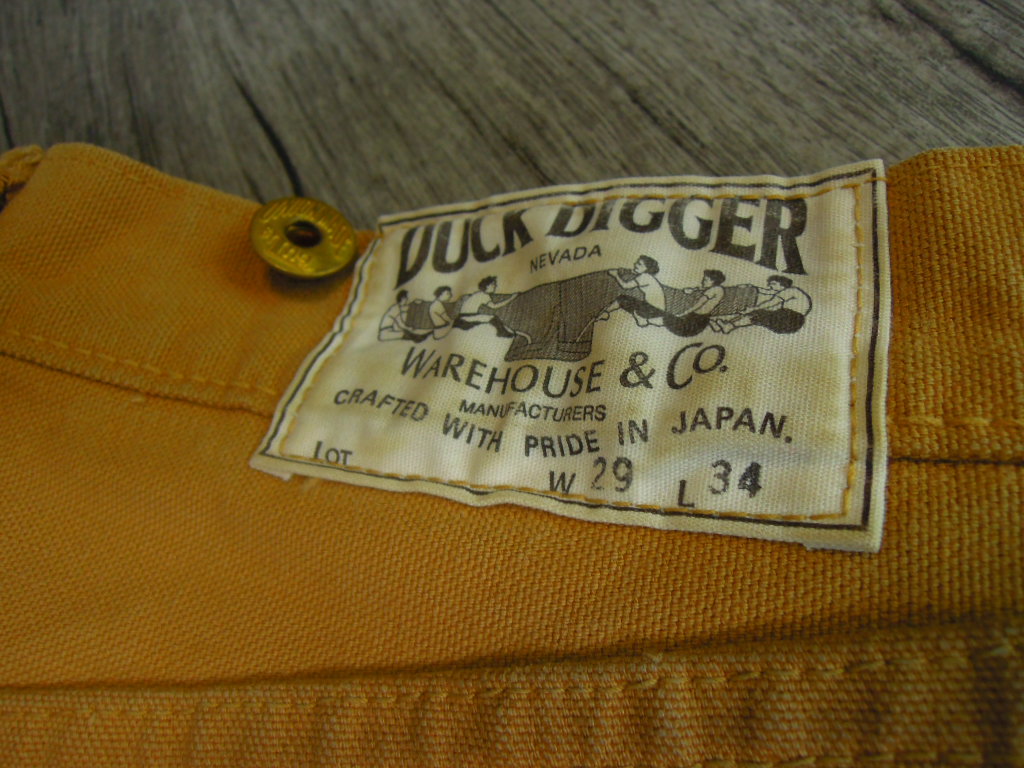 DUCK DIGGER
NEVADA
WAREHOUSE & CO.
MANUFACTURERS
CRAFTED WITH PRIDE IN JAPAN.
LOT W 29 L 34